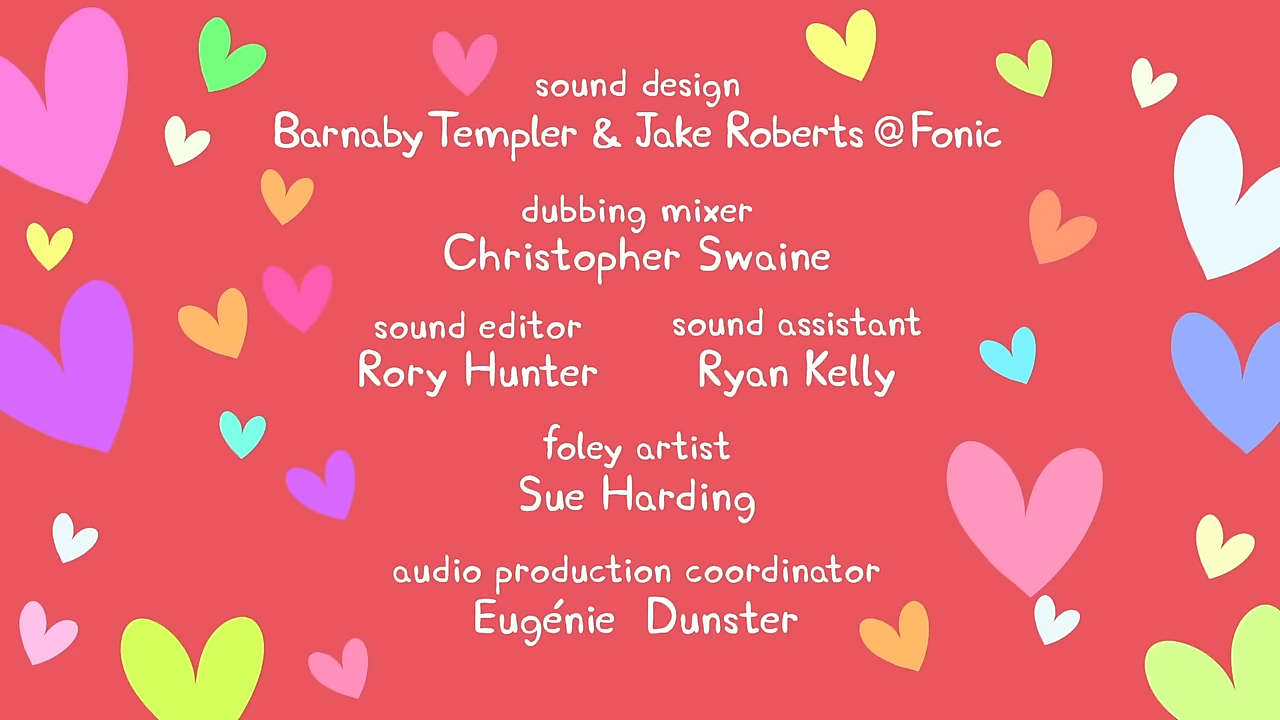 sound design
Barnaby Templer & Jake Roberts @ Fonic
dubbing mixer
Christopher Swaine
sound editor
Rory Hunter
sound assistant
Ryan Kelly
foley artist
Sue Harding
audio production coordinator
Eugénie Dunster